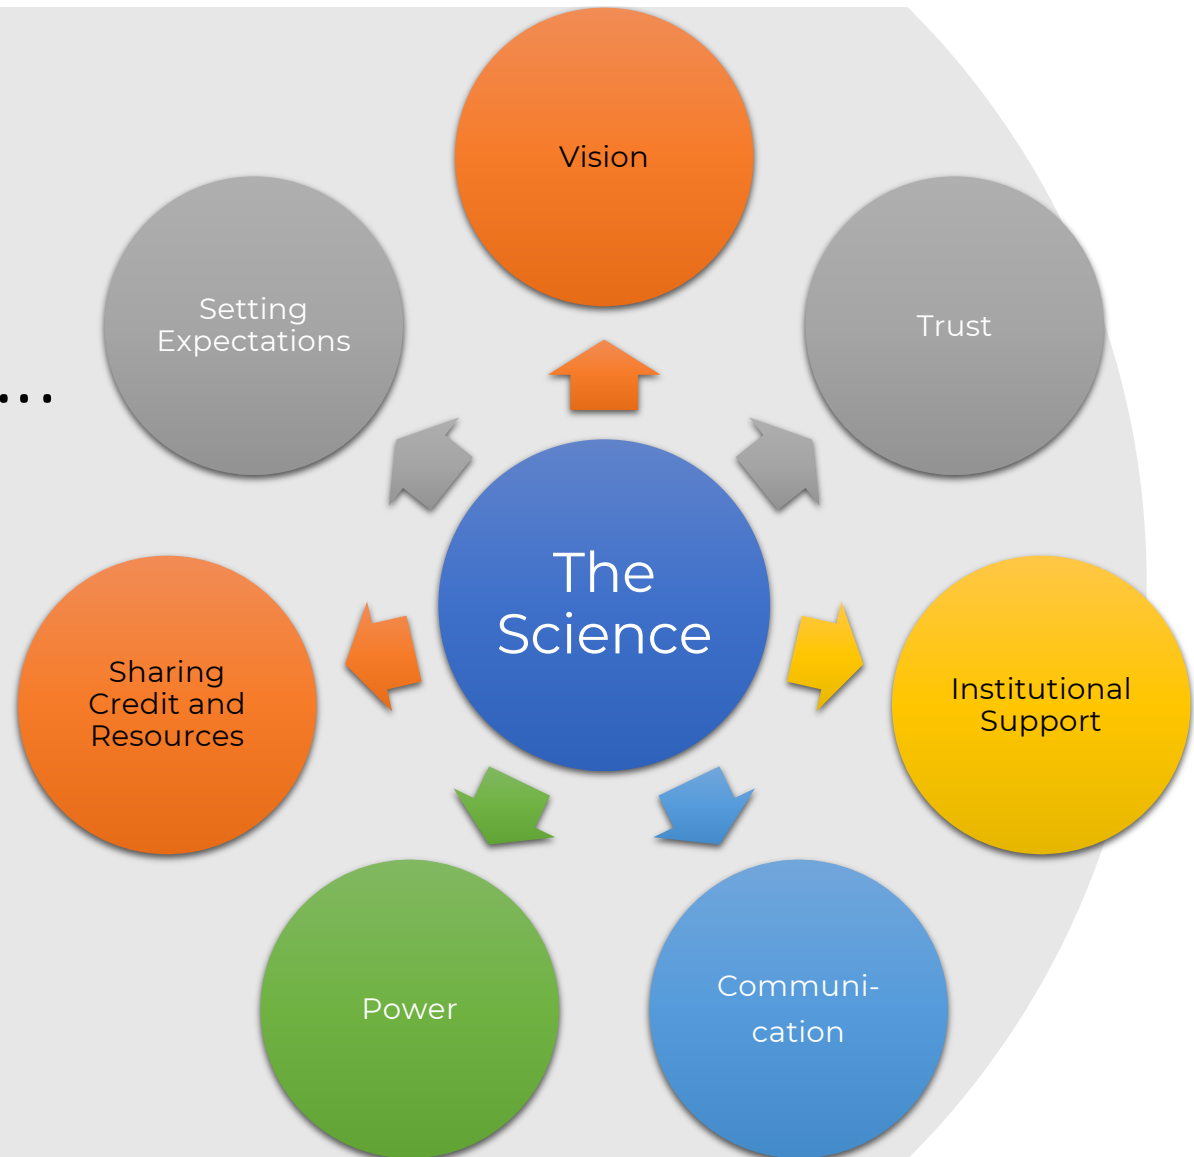 Vision
Setting
Expectations
Trust
...
The
Science
Sharing
Credit and
Resources
Institutional
Support
Power
Communi-
cation